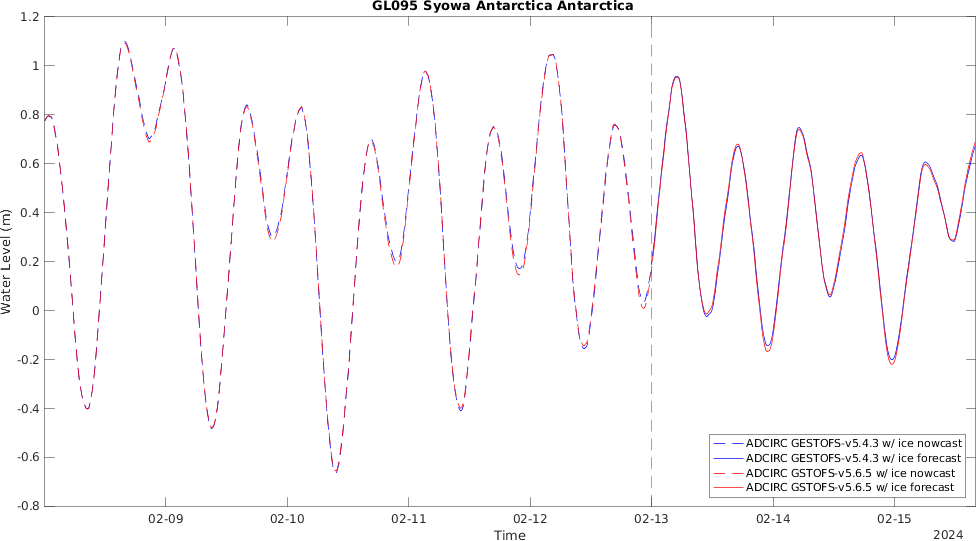 GL095 Syowa Antarctica Antarctica
1.2
1
0.8
0.6
0.4
0.2
0
-0.2
-0.4
-0.6
-0.8
Water Level (m)
ADCIRC GESTOFS-v5.4.3 w/ ice nowcast
ADCIRC GESTOFS-v5.4.3 w/ ice forecast
ADCIRC GSTOFS-v5.6.5 w/ ice nowcast
ADCIRC GSTOFS-v5.6.5 w/ ice forecast
02-09 02-10 02-11 02-12 02-13 02-14 02-15
Time
2024